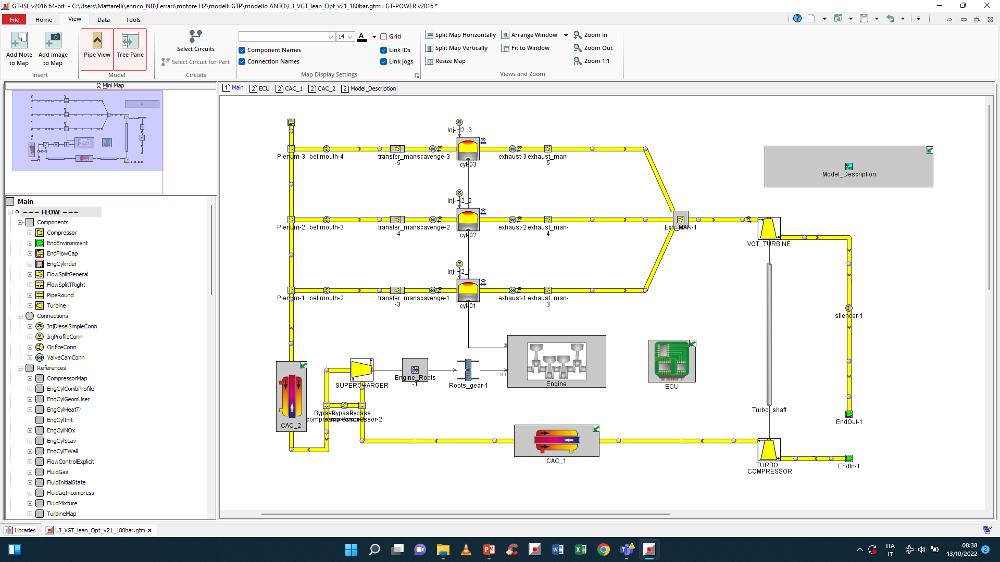 GT-ISE v2016 64-bit  -  C:\Users\Mattarelli\enrico_NB\Ferrari\motore H2\modelli GTP\modello ANTO\L3_VGT_lean_Opt_v21_180bar.gtm : GT-POWER v2016 *
File Home View Data Tools
Add Note to Map
Add Image to Map
Insert
Pipe View
Tree Pane
Model
Select Circuits
Select Circuit for Part
Circuits
14
A
Grid
Component Names
Link IDs
Connection Names
Link Jogs
Map Display Settings
Split Map Horizontally
Split Map Vertically
Resize Map
Arrange Window
Fit to Window
Zoom In
Zoom Out
Zoom 1:1
Views and Zoom
Mini Map
1 Main
2 ECU
2 CAC_1
2 CAC_2
2 Model_Description
Main
=== FLOW ===
Components
Compressor
EndEnvironment
EndFlowCap
EngCylinder
FlowSplitGeneral
FlowSplitTRight
PipeRound
Turbine
Connections
InjDieselSimpleConn
InjProfileConn
OrificeConn
ValveCamConn
References
CompressorMap
EngCylCombProfile
EngCylGeomUser
EngCylHeatTr
EngCylInit
EngCylNOx
EngCylScav
EngCylTWall
FlowControlExplicit
FluidGas
FluidInitialState
FluidLiqIncompress
FluidMixture
TurbineMap
Inj-H2_3
Plenum-3
bellmouth-4
transfer_man-5
scavenge-3
cyl-03
exhaust-3
exhaust_man-5
Model_Description
Inj-H2_2
Plenum-2
bellmouth-3
transfer_man-4
scavenge-2
cyl-02
exhaust-2
exhaust_man-4
Exh_MAN-1
VGT_TURBINE
Inj-H2_1
Plenum-1
bellmouth-2
transfer_man-3
scavenge-1
cyl-01
exhaust-1
exhaust_man-3
silencer-1
SUPERCHARGER
Engine_Roots-1
Roots_gear-1
81
Engine
ECU
CAC_2
Turbo_shaft
EndOut-1
CAC_1
TURBO_COMPRESSOR
EndIn-1
Libraries
L3_VGT_lean_Opt_v21_180bar.gtm
ITA
IT
08:38
13/10/2022
2